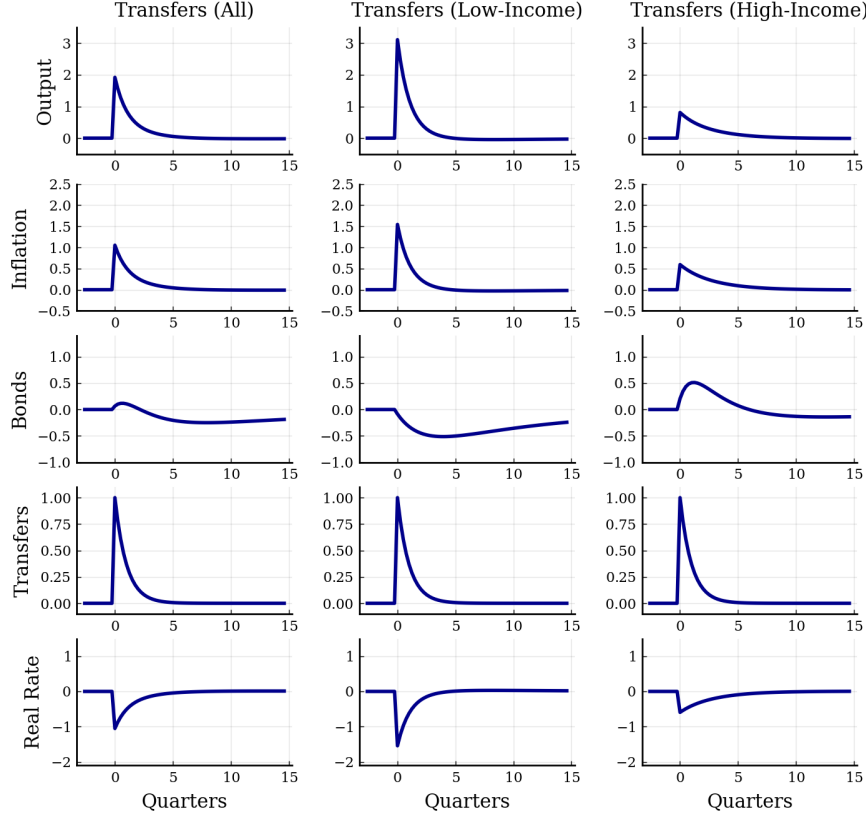 Transfers (All) Transfers (Low-Income) Transfers (High-Income)
Output
3 3 3
2 2 2
1 1 1
0 0 0
0 5 10 15 0 5 10 15 0 5 10 15
Inflation
2.5 2.5 2.5
2.0 2.0 2.0
1.5 1.5 1.5
1.0 1.0 1.0
0.5 0.5 0.5
0.0 0.0 0.0
−0.5 −0.5 −0.5
0 5 10 15 0 5 10 15 0 5 10 15
Bonds
1.0 1.0 1.0
0.5 0.5 0.5
0.0 0.0 0.0
−0.5 −0.5 −0.5
−1.0 −1.0 −1.0
0 5 10 15 0 5 10 15 0 5 10 15
Transfers
1.00 1.00 1.00
0.75 0.75 0.75
0.50 0.50 0.50
0.25 0.25 0.25
0.00 0.00 0.00
0 5 10 15 0 5 10 15 0 5 10 15
Real Rate
1 1 1
0 0 0
−1 −1 −1
−2 −2 −2
0 5 10 15 0 5 10 15 0 5 10 15
Quarters Quarters Quarters